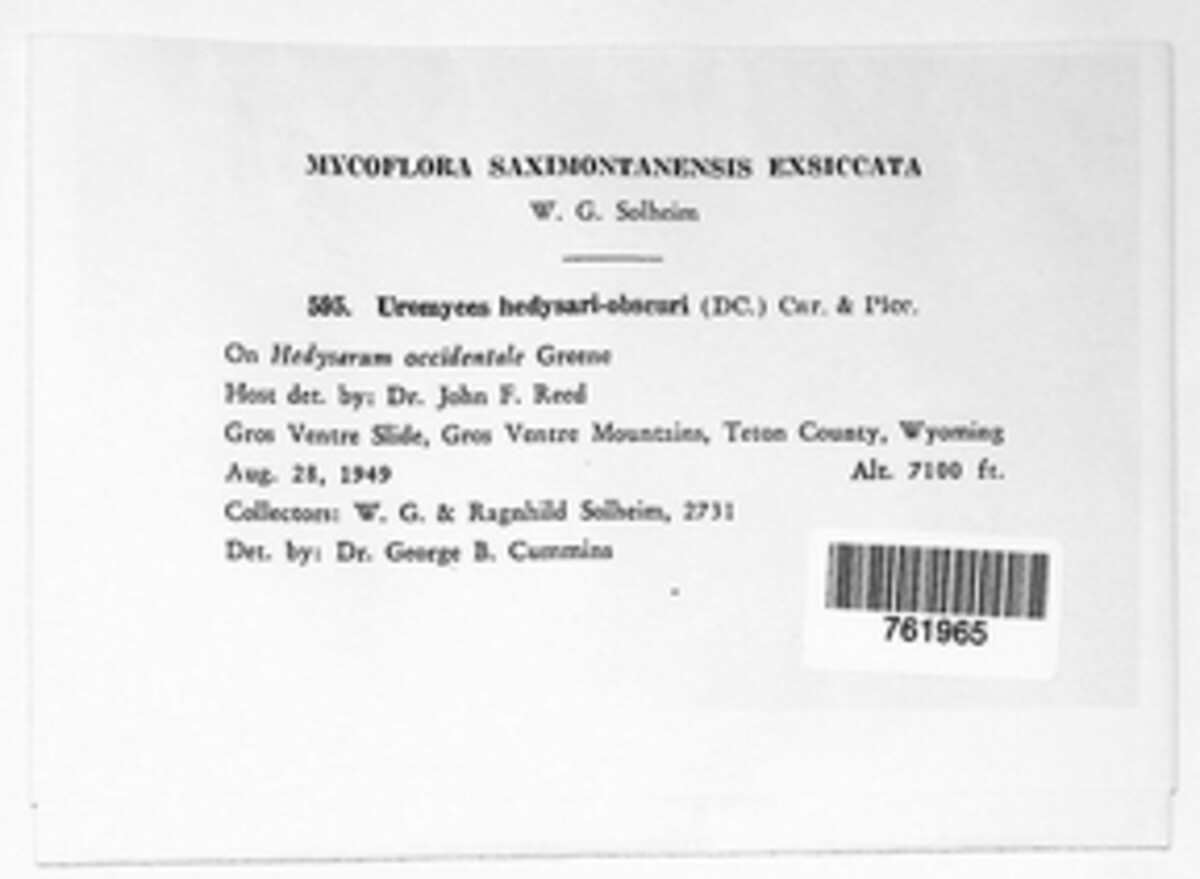 MYCOFLORA SAXIMONTANENSIS EXSICCATA
W. G. Solheim
595. Uromyces hedysari-obscuri (DC.) Car. & Picc.
On Hedysarum occidentale Greene
Host det. by: Dr. John F. Reed
Gros Ventre Slide, Gros Ventre Mountains, Teton County, Wyoming
Aug. 28, 1949 Alt. 7100 ft.
Collectors: W. G. & Ragnhild Solheim, 2731
Det. by: Dr. George B. Cummins
761965